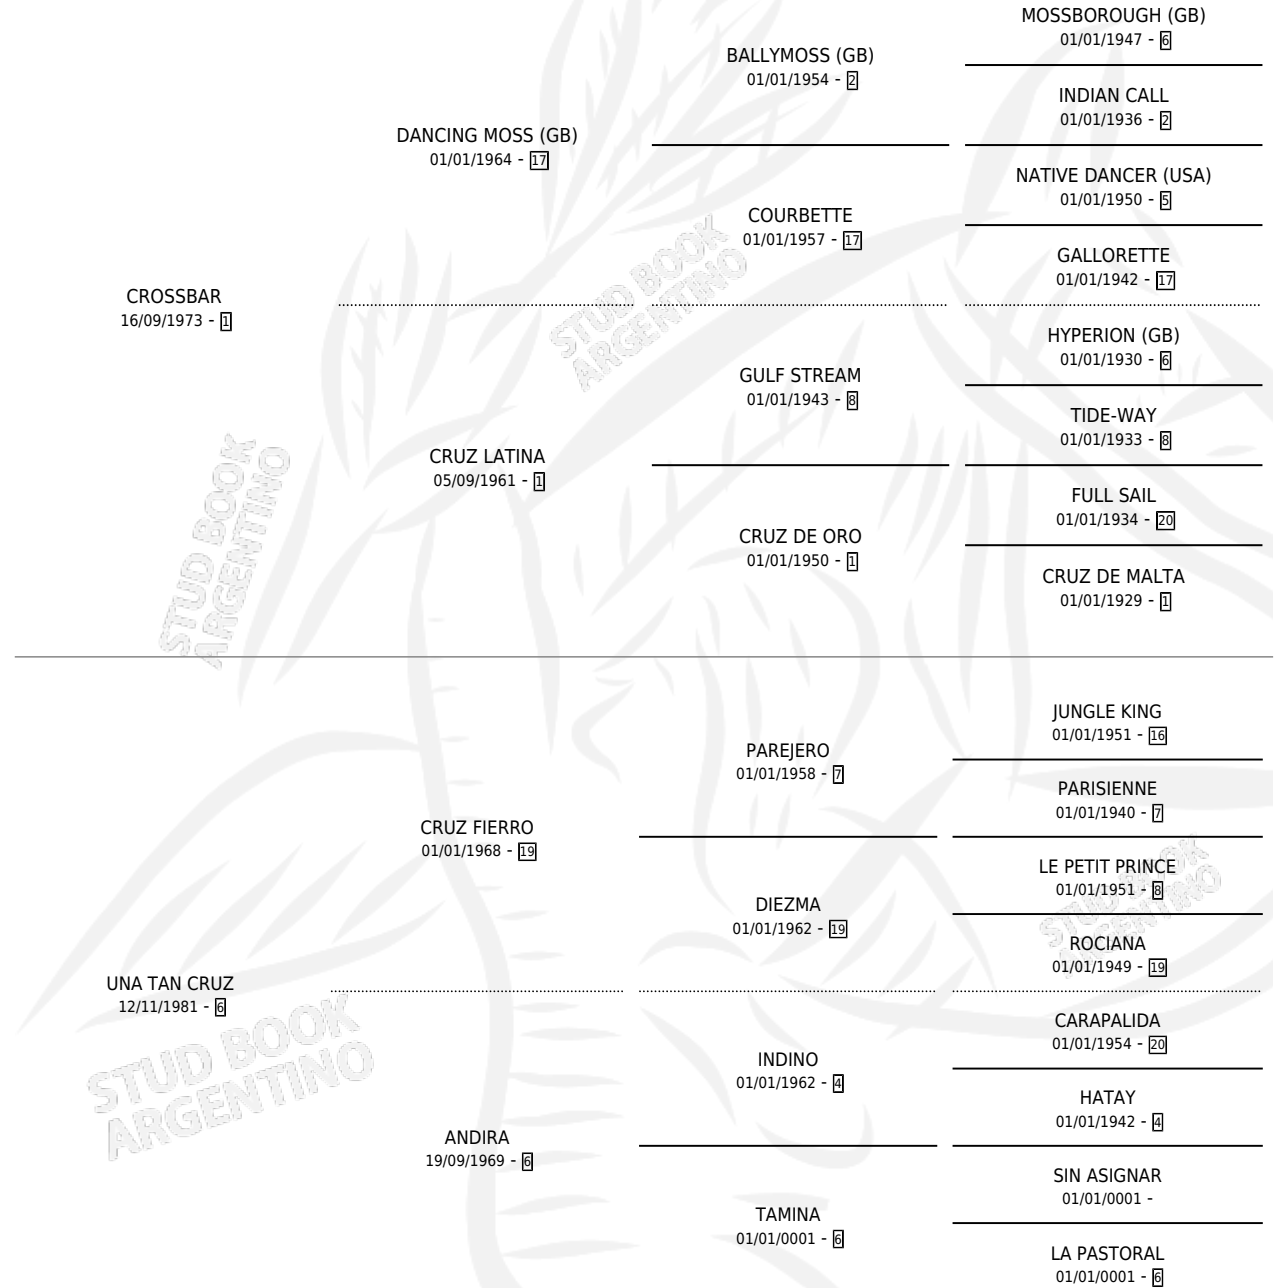 MOSSBOROUGH (GB)
01/01/1947 - 6
BALLYMOSS (GB)
01/01/1954 - 2
INDIAN CALL
01/01/1936 - 2
DANCING MOSS (GB)
01/01/1964 - 17
NATIVE DANCER (USA)
01/01/1950 - 5
COURBETTE
01/01/1957 - 17
GALLORETTE
01/01/1942 - 17
CROSSBAR
16/09/1973 - 1
HYPERION (GB)
01/01/1930 - 6
GULF STREAM
01/01/1943 - 8
TIDE-WAY
01/01/1933 - 8
CRUZ LATINA
05/09/1961 - 1
FULL SAIL
01/01/1934 - 20
CRUZ DE ORO
01/01/1950 - 1
CRUZ DE MALTA
01/01/1929 - 1
JUNGLE KING
01/01/1951 - 16
PAREJERO
01/01/1958 - 7
PARISIENNE
01/01/1940 - 7
CRUZ FIERRO
01/01/1968 - 19
LE PETIT PRINCE
01/01/1951 - 8
DIEZMA
01/01/1962 - 19
ROCIANA
01/01/1949 - 19
UNA TAN CRUZ
12/11/1981 - 6
CARAPALIDA
01/01/1954 - 20
INDINO
01/01/1962 - 4
HATAY
01/01/1942 - 4
ANDIRA
19/09/1969 - 6
SIN ASIGNAR
01/01/0001 -
TAMINA
01/01/0001 - 6
LA PASTORAL
01/01/0001 - 6
STUD BOOK
ARGENTINO
STUD BOOK
ARGENTINO
STUD BOOK
ARGENTINO
STUD BOOK
ARGENTINO